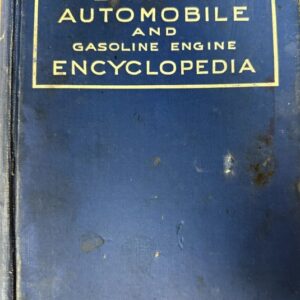 AUTOMOBILE
AND
GASOLINE ENGINE
ENCYCLOPEDIA